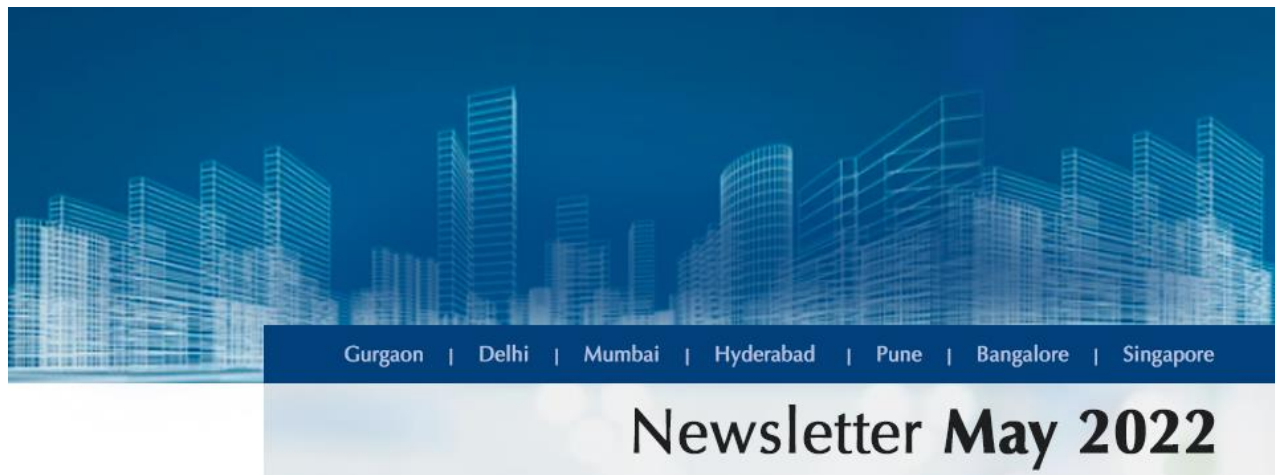 Gurgaon | Delhi | Mumbai | Hyderabad | Pune | Bangalore | Singapore
Newsletter May 2022